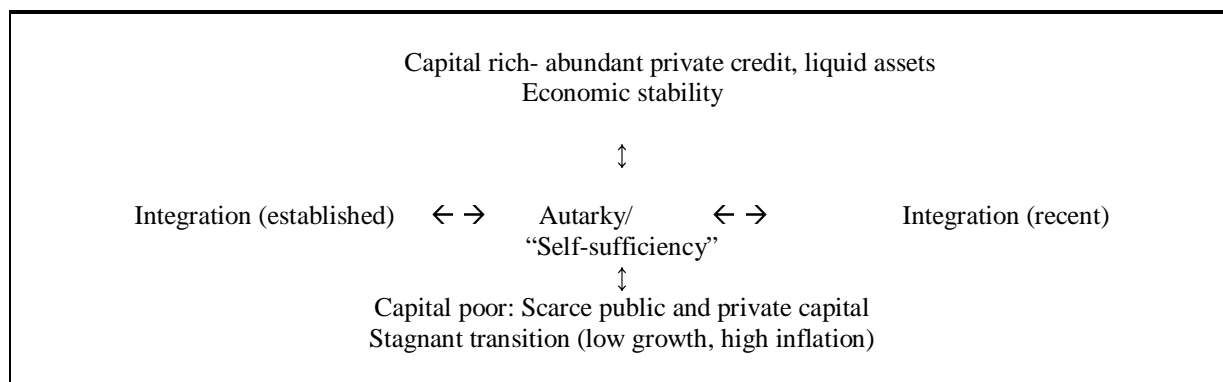 Capital rich- abundant private credit, liquid assets
Economic stability
↕
Integration (established) ← → Autarky/ ← → Integration (recent)
“Self-sufficiency”
↕
Capital poor: Scarce public and private capital
Stagnant transition (low growth, high inflation)